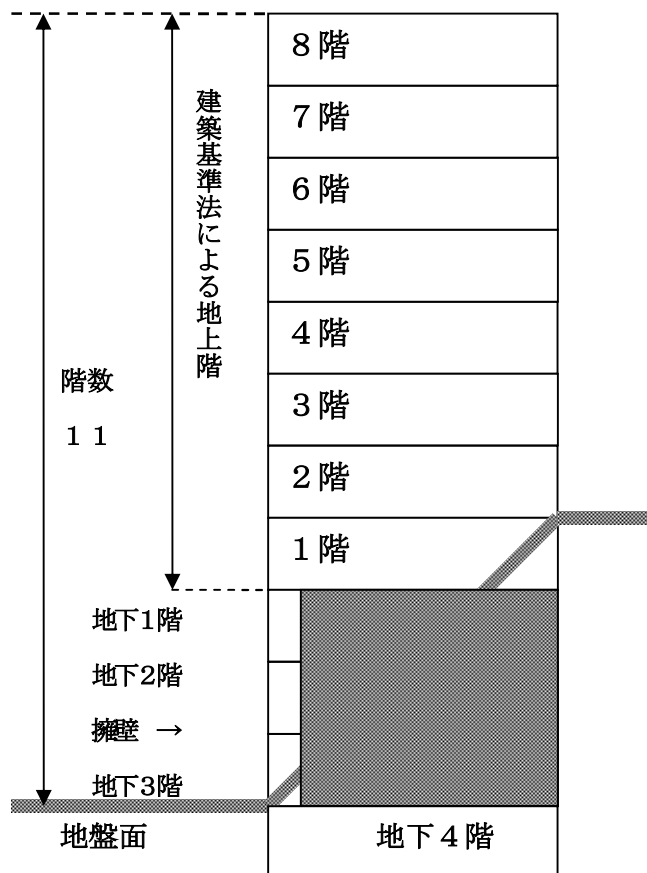 8階
7階
6階
5階
4階
3階
2階
1階
建築基準法による地上階
階数
１１
地下1階
地下2階
擁壁 →
地下3階
地盤面
地下４階